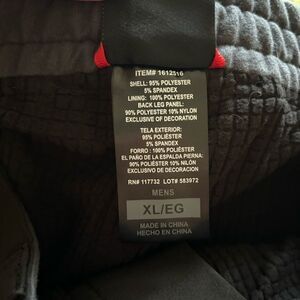 ITEM# 1612516
SHELL: 95% POLYESTER
5% SPANDEX
LINING: 100% POLYESTER
BACK LEG PANEL:
90% POLYESTER 10% NYLON
EXCLUSIVE OF DECORATION
TELA EXTERIOR:
95% POLIÉSTER
5% SPANDEX
FORRO : 100% POLIÉSTER
EL PAÑO DE LA ESPALDA PIERNA:
90% POLIÉSTER 10% NILÓN
EXCLUSIVO DE DECORACIÓN
RN# 117732 LOT# 583972
MENS
XL/EG
MADE IN CHINA
HECHO EN CHINA